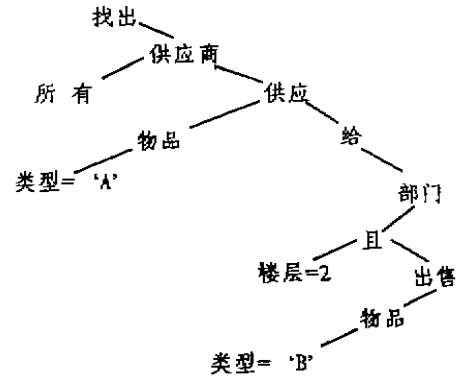 找出
供应商
所有
供应
物品
给
类型= ‘A’
部门
且
楼层=2
出售
物品
类型= ‘B’